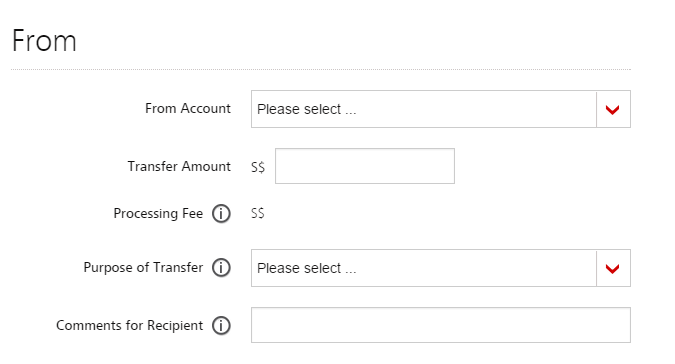 From
From Account Please select ...
Transfer Amount S$
Processing Fee S$
Purpose of Transfer Please select ...
Comments for Recipient